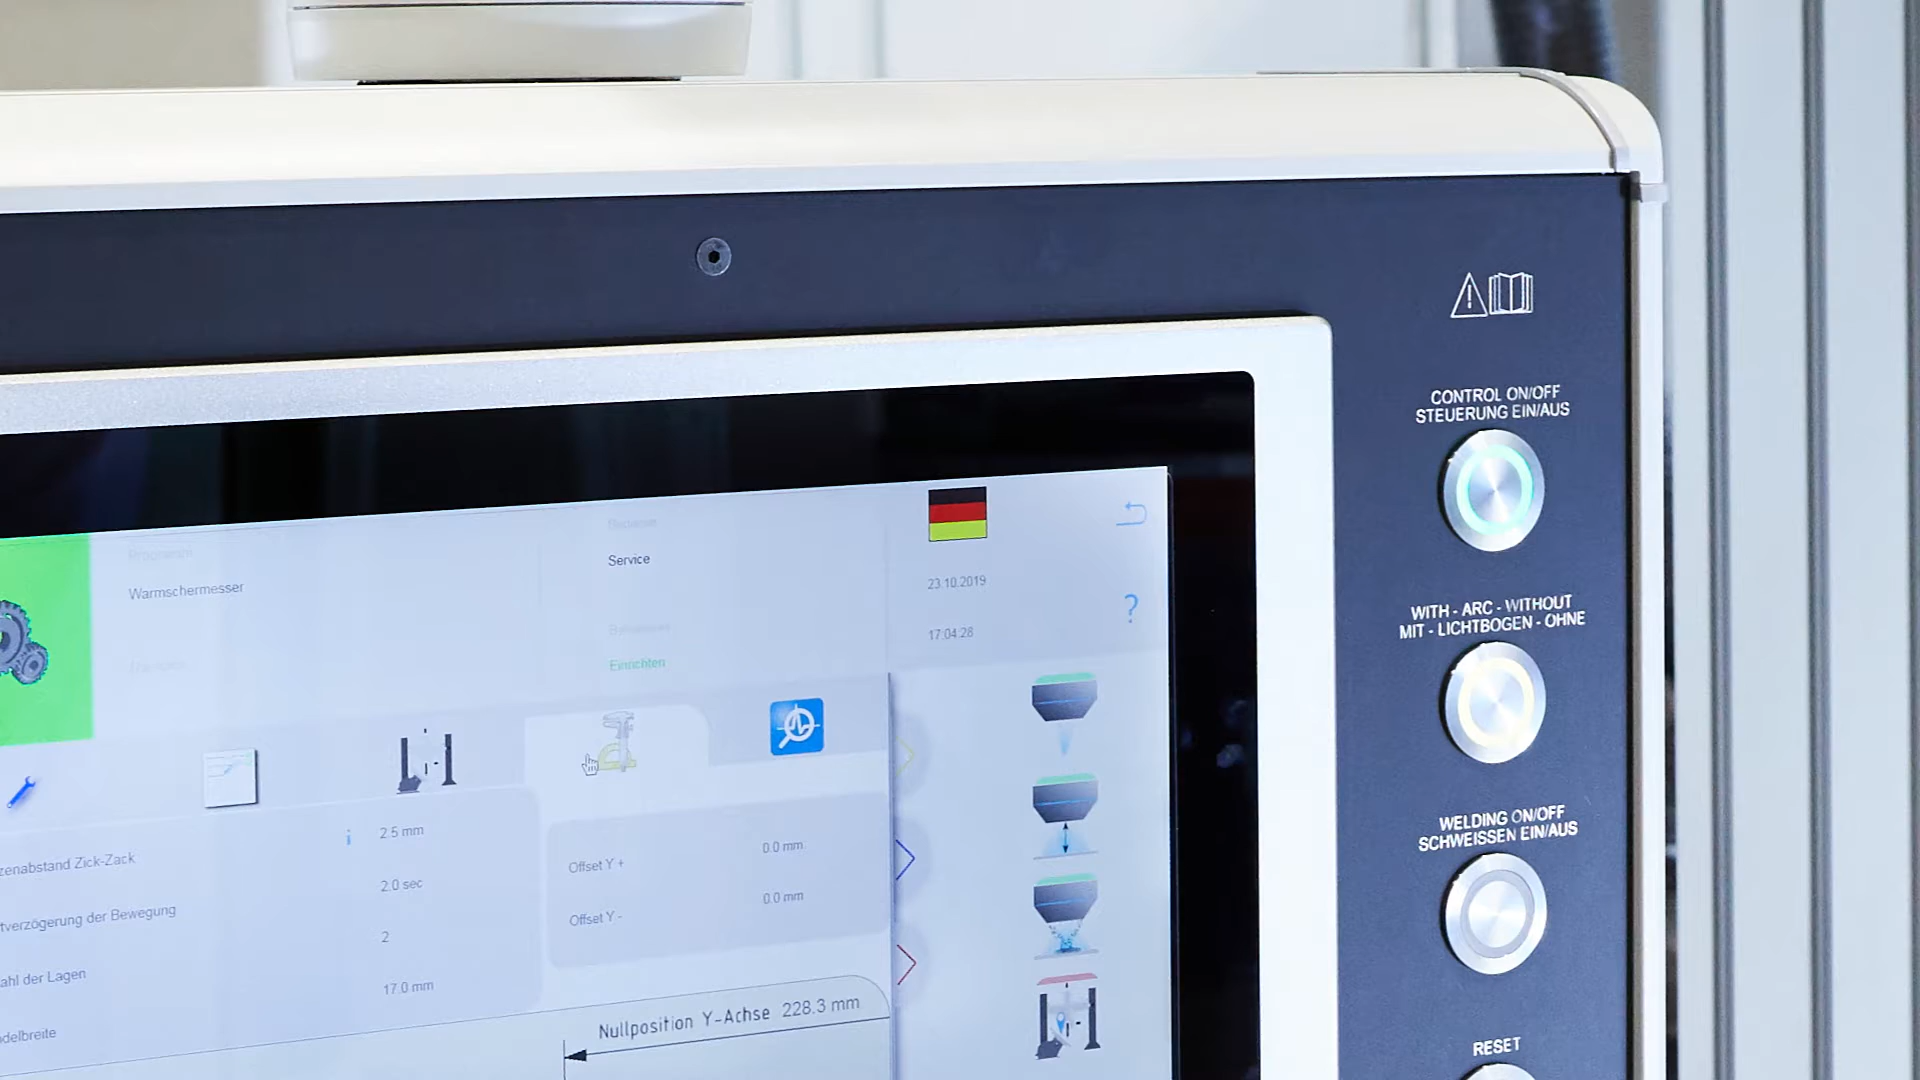 CONTROL ON/OFF
STEUERUNG EIN/AUS
WITH - ARC - WITHOUT
MIT - LICHTBOGEN - OHNE
WELDING ON/OFF
SCHWEISSEN EIN/AUS
RESET
Programm
Warmschermesser
Service
23.10.2019
17:04:28
?
Einrichten
zenabstand Zick-Zack
i
2.5 mm
tverzögerung der Bewegung
2.0 sec
ahl der Lagen
2
delbreite
17.0 mm
Offset Y +
0.0 mm
Offset Y -
0.0 mm
Nullposition Y-Achse 228.3 mm